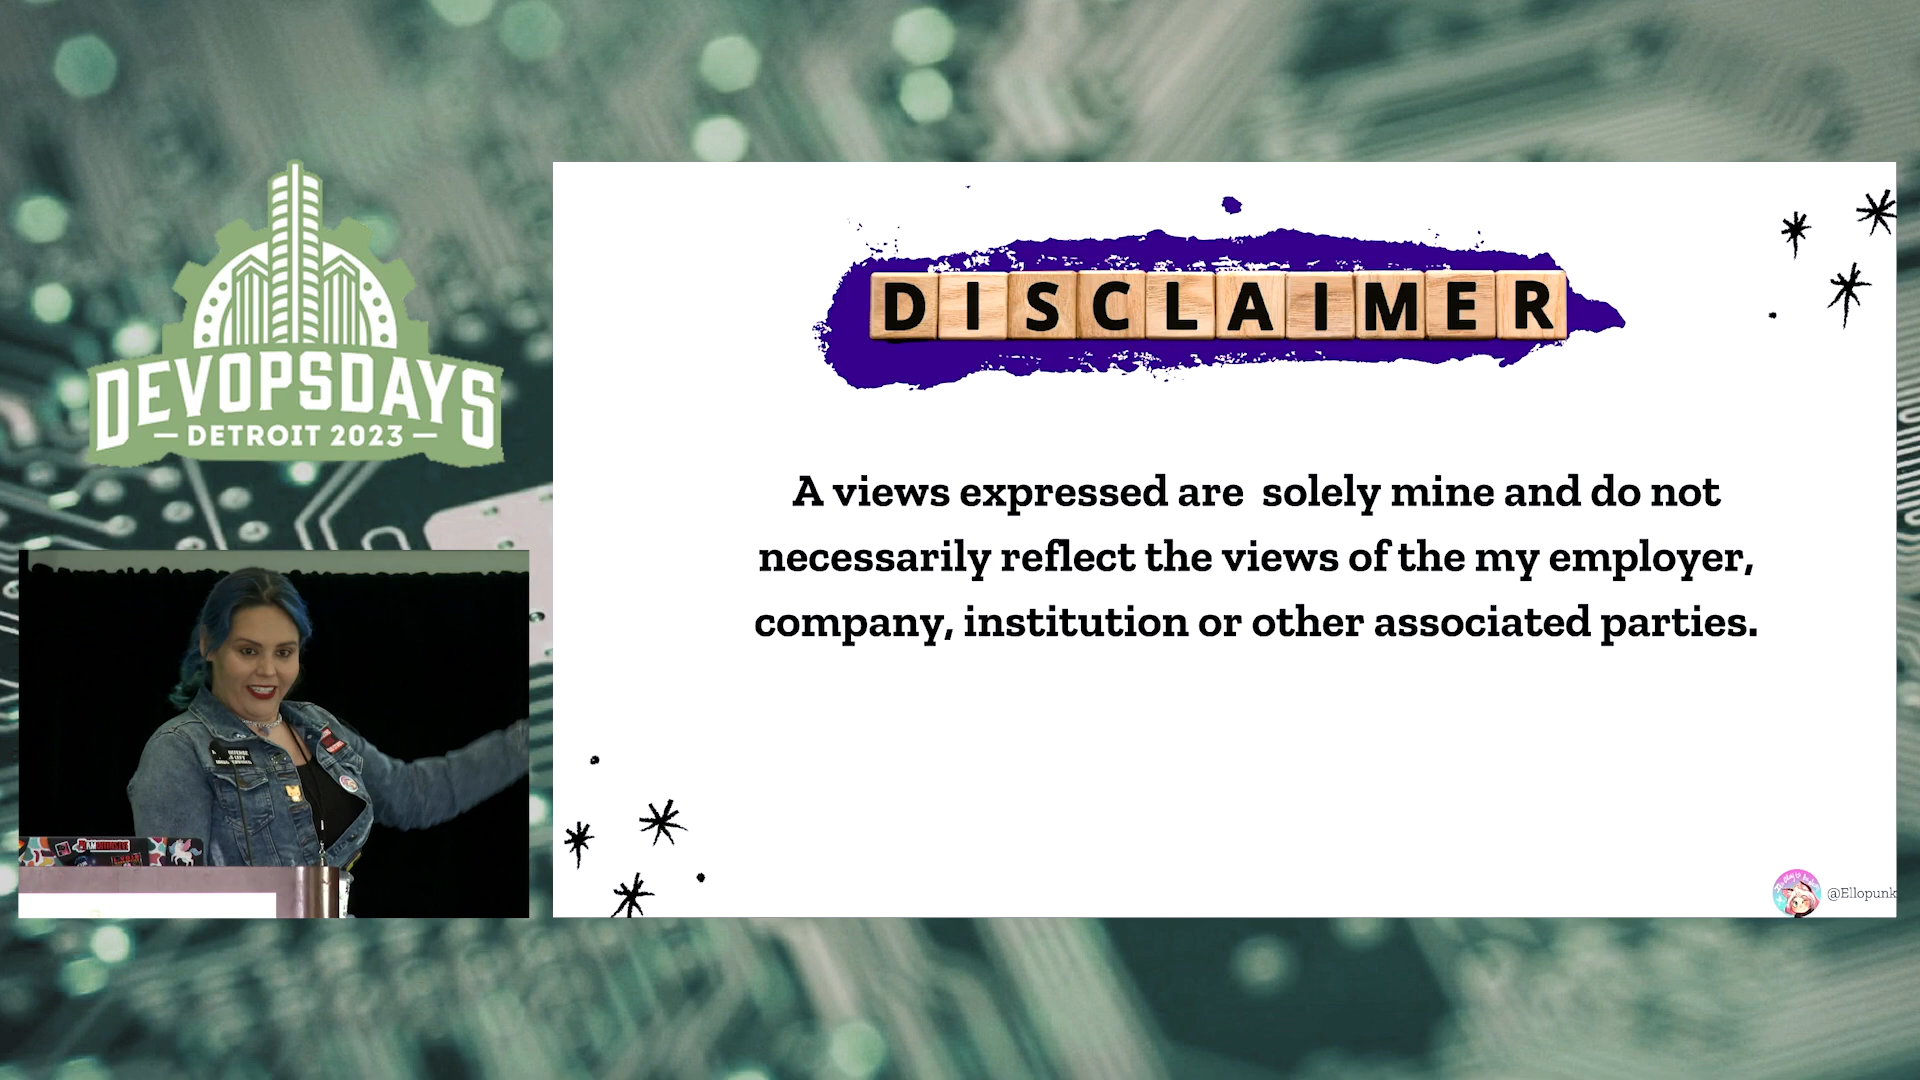 DEVOPSDAYS
DETROIT 2023
DISCLAIMER
A views expressed are solely mine and do not
necessarily reflect the views of the my employer,
company, institution or other associated parties.
@Ellopunk